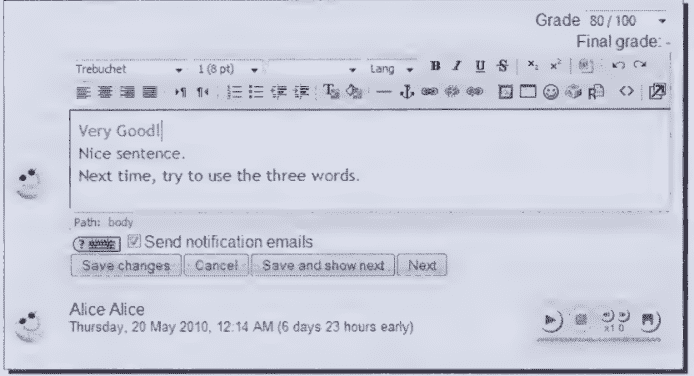 Grade 80 / 100
Final grade: -
Trebuchet 1 (8 pt) Lang B I U S x₂ x²
Very Good!
Nice sentence.
Next time, try to use the three words.
Path: body
Send notification emails
Save changes Cancel Save and show next Next
Alice Alice
Thursday, 20 May 2010, 12:14 AM (6 days 23 hours early)
x1.0